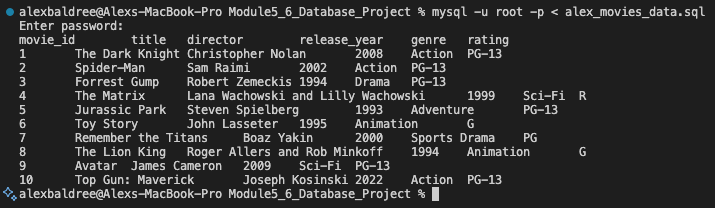 alexbaldree@Alexs-MacBook-Pro Module5_6_Database_Project % mysql -u root -p < alex_movies_data.sql
Enter password:
movie_id title director release_year genre rating
1 The Dark Knight Christopher Nolan 2008 Action PG-13
2 Spider-Man Sam Raimi 2002 Action PG-13
3 Forrest Gump Robert Zemeckis 1994 Drama PG-13
4 The Matrix Lana Wachowski and Lilly Wachowski 1999 Sci-Fi R
5 Jurassic Park Steven Spielberg 1993 Adventure PG-13
6 Toy Story John Lasseter 1995 Animation G
7 Remember the Titans Boaz Yakin 2000 Sports Drama PG
8 The Lion King Roger Allers and Rob Minkoff 1994 Animation G
9 Avatar James Cameron 2009 Sci-Fi PG-13
10 Top Gun: Maverick Joseph Kosinski 2022 Action PG-13
alexbaldree@Alexs-MacBook-Pro Module5_6_Database_Project %